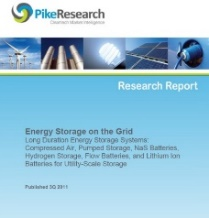 PikeResearch
Cleantech Market Intelligence
Research Report
Energy Storage on the Grid
Long Duration Energy Storage Systems:
Compressed Air, Pumped Storage, NaS Batteries,
Hydrogen Storage, Flow Batteries, and Lithium Ion
Batteries for Utility-Scale Storage
Published 3Q 2011